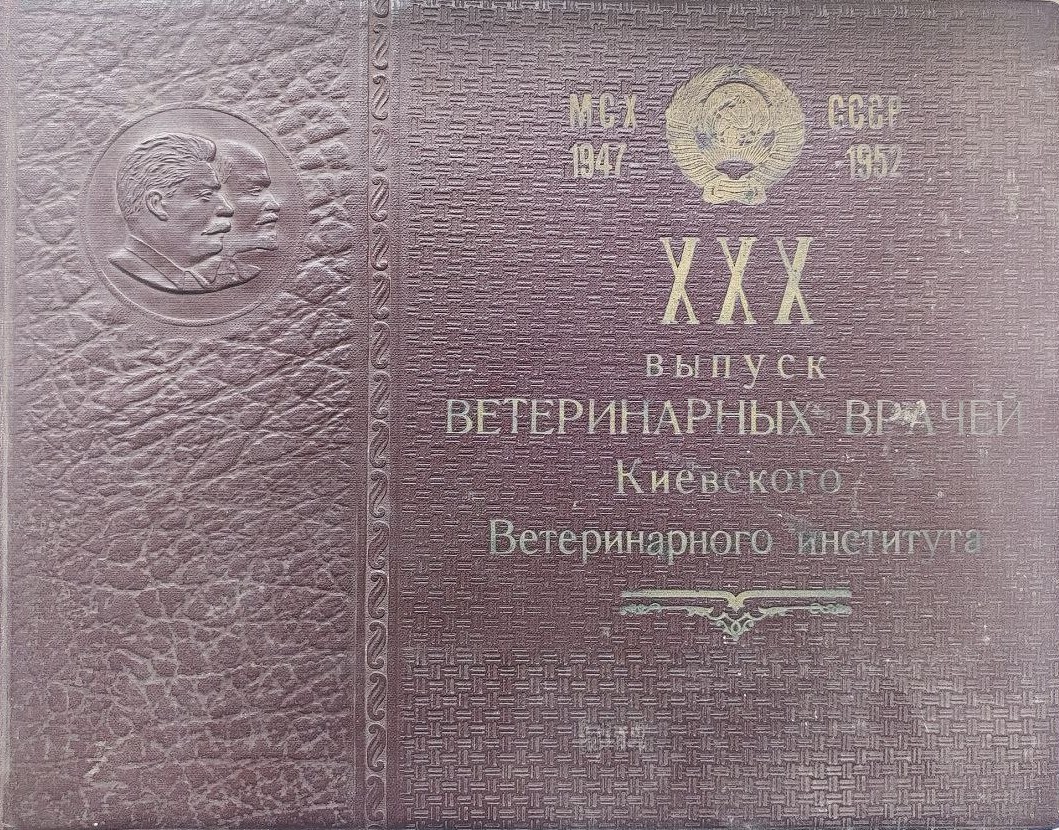 МСХ СССР
1947 1952
XXX
выпуск
ВЕТЕРИНАРНЫХ ВРАЧЕЙ
Киевского
Ветеринарного института